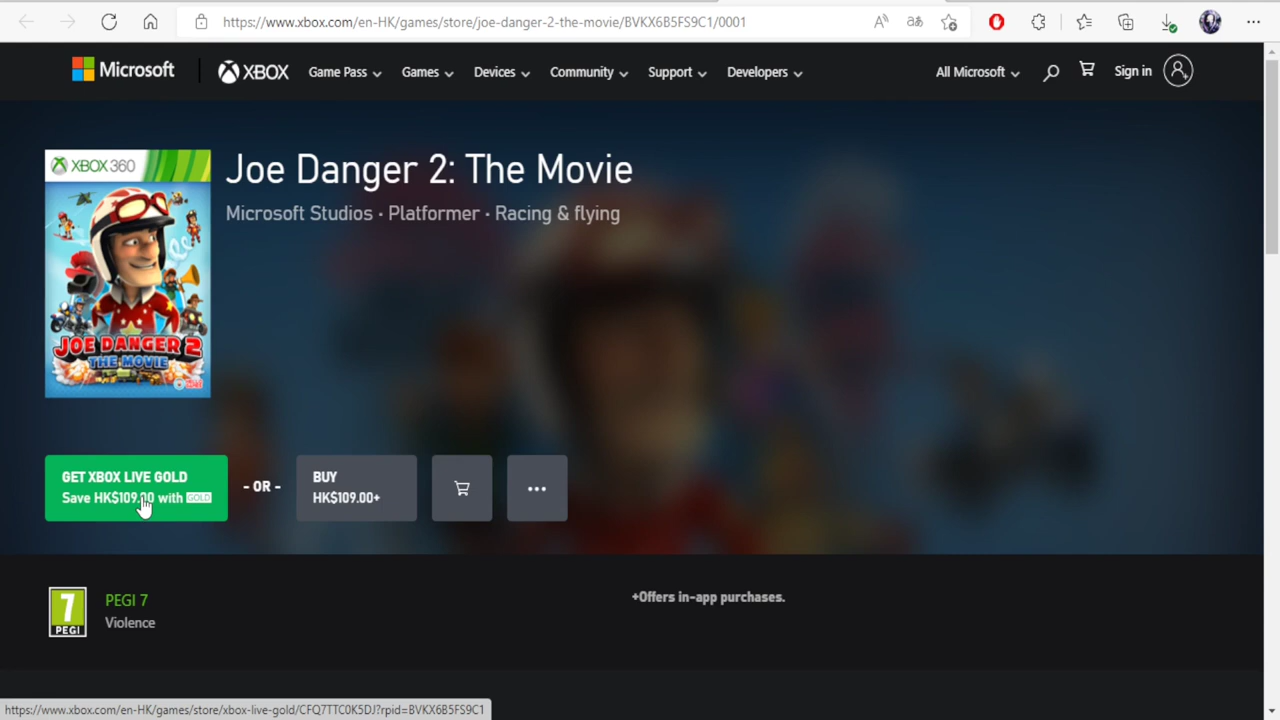 https://www.xbox.com/en-HK/games/store/joe-danger-2-the-movie/BVKX6B5FS9C1/0001
Microsoft XBOX Game Pass Games Devices Community Support Developers All Microsoft Sign in
XBOX 360
JOE DANGER 2
THE MOVIE
Joe Danger 2: The Movie
Microsoft Studios · Platformer · Racing & flying
GET XBOX LIVE GOLD
Save HK$109.00 with GOLD
- OR -
BUY
HK$109.00+
7
PEGI
PEGI 7
Violence
+Offers in-app purchases.
https://www.xbox.com/en-HK/games/store/xbox-live-gold/CFQ7TTC0K5DJ?rpid=BVKX6B5FS9C1